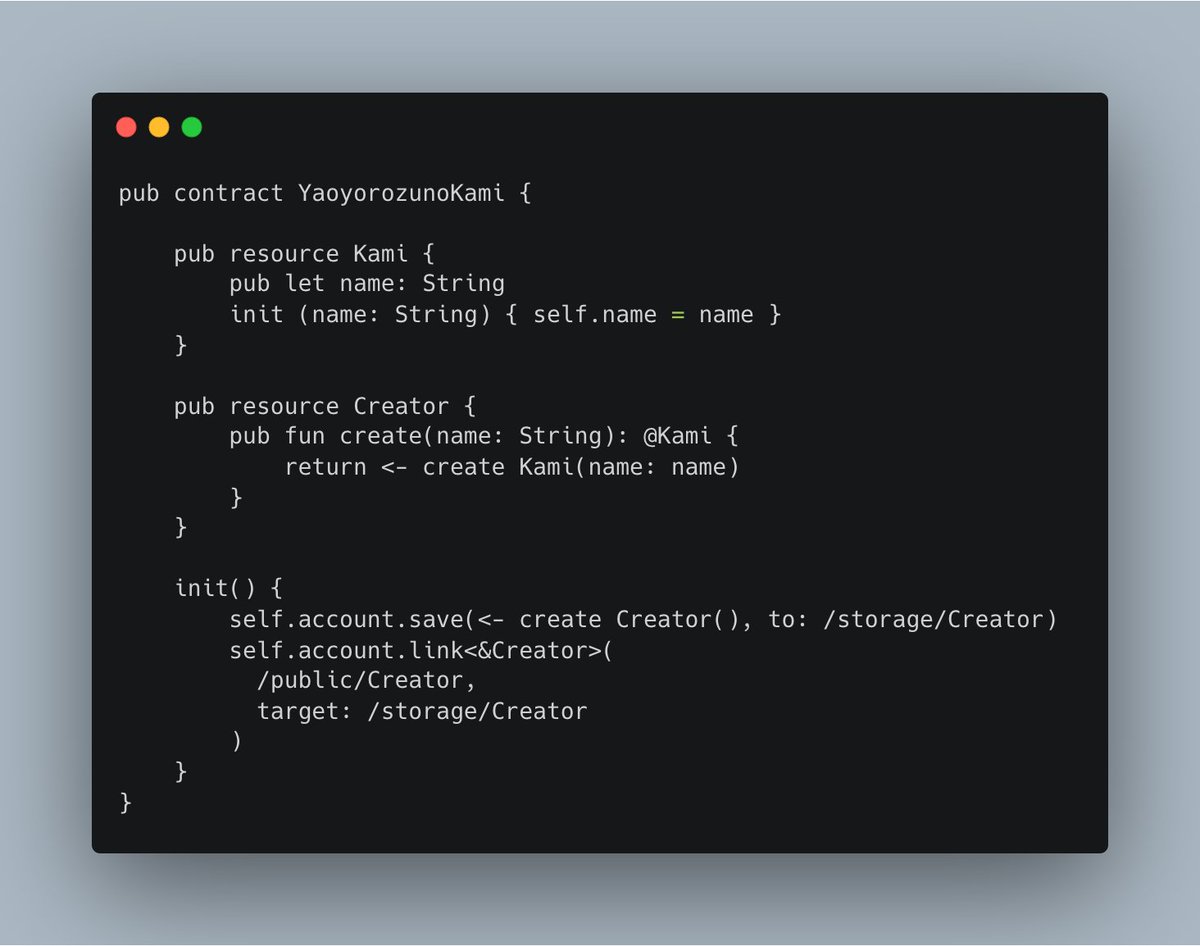 pub contract YaoyorozunoKami {
pub resource Kami {
pub let name: String
init (name: String) { self.name = name }
}
pub resource Creator {
pub fun create(name: String): @Kami {
return <- create Kami(name: name)
}
}
init() {
self.account.save(<- create Creator(), to: /storage/Creator)
self.account.link<&Creator>(
/public/Creator,
target: /storage/Creator
)
}
}